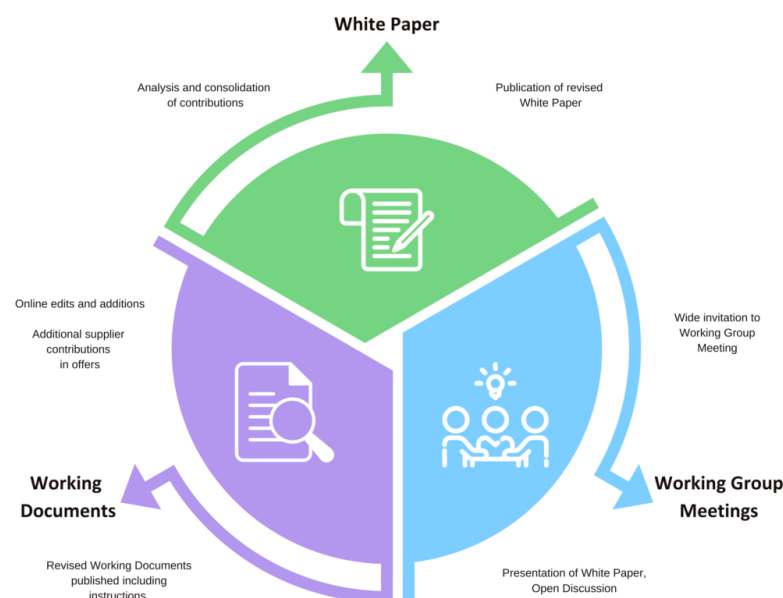 White Paper
Analysis and consolidation
of contributions
Publication of revised
White Paper
Online edits and additions
Additional supplier
contributions
in offers
Wide invitation to
Working Group
Meeting
Working
Documents
Working Group
Meetings
Revised Working Documents
published including
instructions
Presentation of White Paper,
Open Discussion